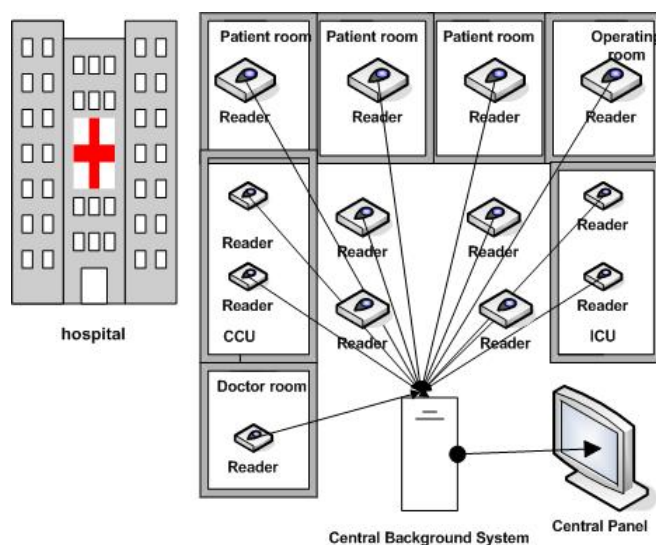 Patient room
Patient room
Patient room
Operating
room
Reader
Reader
Reader
Reader
Reader
Reader
Reader
Reader
Reader
Reader
Reader
Reader
CCU
ICU
hospital
Doctor room
Reader
Central Background System
Central Panel